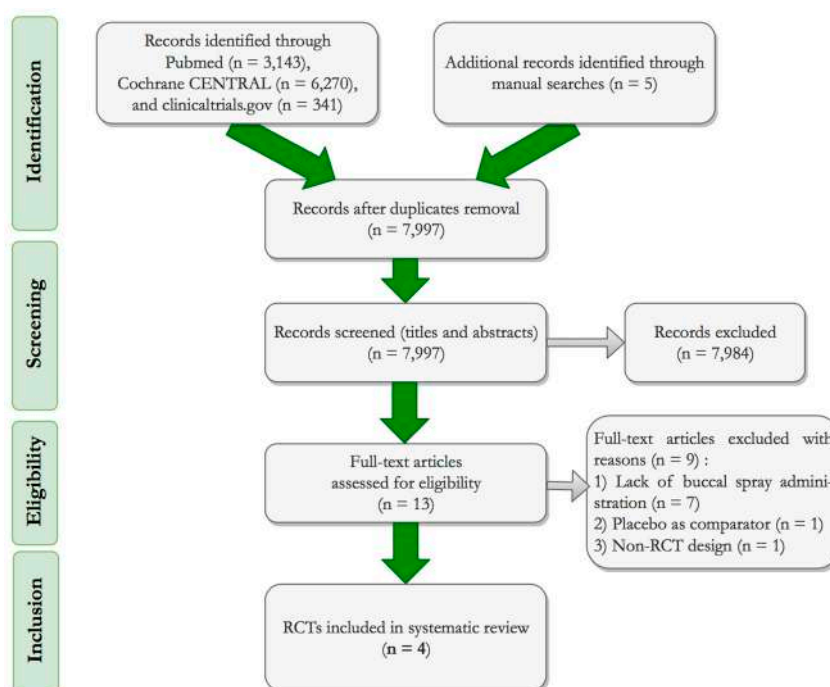 Identification
Records identified through
Pubmed (n = 3,143),
Cochrane CENTRAL (n = 6,270),
and clinicaltrials.gov (n = 341)
Additional records identified through
manual searches (n = 5)
Records after duplicates removal
(n = 7,997)
Screening
Records screened (titles and abstracts)
(n = 7,997)
Records excluded
(n = 7,984)
Eligibility
Full-text articles
assessed for eligibility
(n = 13)
Full-text articles excluded with
reasons (n = 9) :
1) Lack of buccal spray admini-
stration (n = 7)
2) Placebo as comparator (n = 1)
3) Non-RCT design (n = 1)
Inclusion
RCTs included in systematic review
(n = 4)